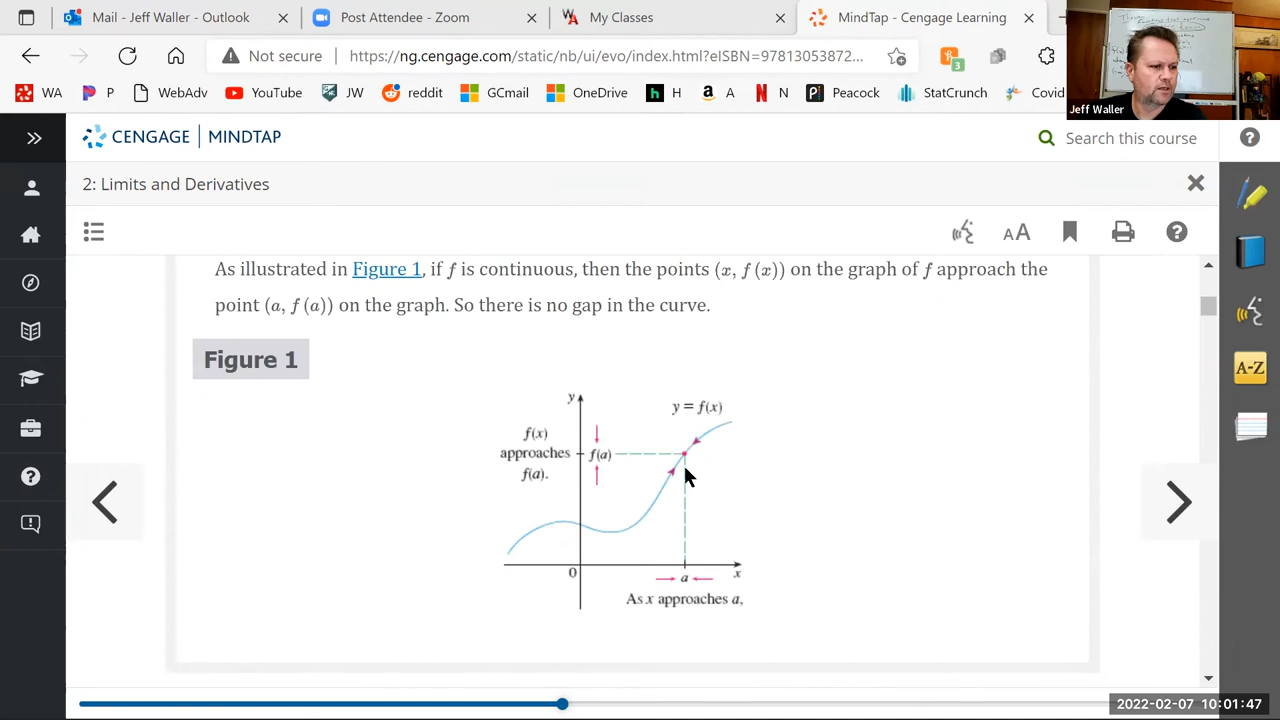 Mail - Jeff Waller - Outlook
Post Attendee - Zoom
My Classes
MindTap - Cengage Learning
Not secure
https://ng.cengage.com/static/nb/ui/evo/index.html?eISBN=97813053872...
3
WA
P
WebAdv
YouTube
JW
reddit
GCmail
OneDrive
H
A
N
Peacock
StatCrunch
Covid
Jeff Waller
CENGAGE | MINDTAP
Search this course
2: Limits and Derivatives
AA
As illustrated in Figure 1, if f is continuous, then the points (x, f (x)) on the graph of f approach the
point (a, f (a)) on the graph. So there is no gap in the curve.
Figure 1
y
y = f(x)
f(x)
approaches
f(a).
f(a)
0
a
x
As x approaches a,
A-Z
2022-02-07 10:01:47